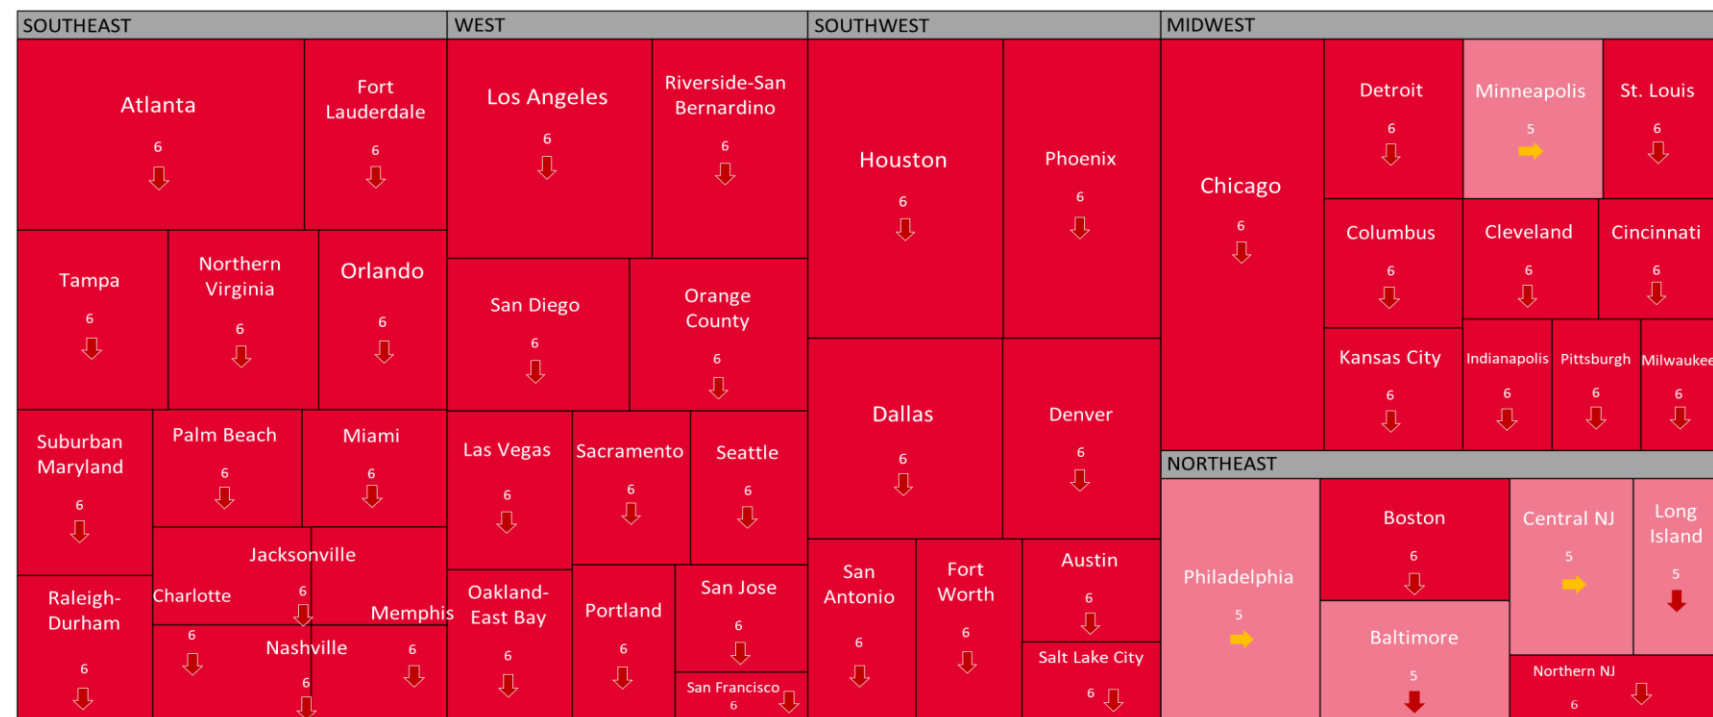 SOUTHEAST
Atlanta
6
Fort
Lauderdale
6
Tampa
6
Northern
Virginia
6
Orlando
6
Suburban
Maryland
6
Palm Beach
6
Miami
6
Raleigh-
Durham
6
Jacksonville
6
Charlotte
6
Memphis
6
Nashville
6
WEST
Los Angeles
6
Riverside-San
Bernardino
6
San Diego
6
Orange
County
6
Las Vegas
6
Sacramento
6
Seattle
6
Oakland-
East Bay
6
Portland
6
San Jose
6
San Francisco
6
SOUTHWEST
Houston
6
Phoenix
6
Dallas
6
Denver
6
San
Antonio
6
Fort
Worth
6
Austin
6
Salt Lake City
6
MIDWEST
Chicago
6
Detroit
6
Minneapolis
5
St. Louis
6
Columbus
6
Cleveland
6
Cincinnati
6
Kansas City
6
Indianapolis
6
Pittsburgh
6
Milwaukee
6
NORTHEAST
Philadelphia
5
Boston
6
Central NJ
5
Long
Island
5
Baltimore
5
Northern NJ
6